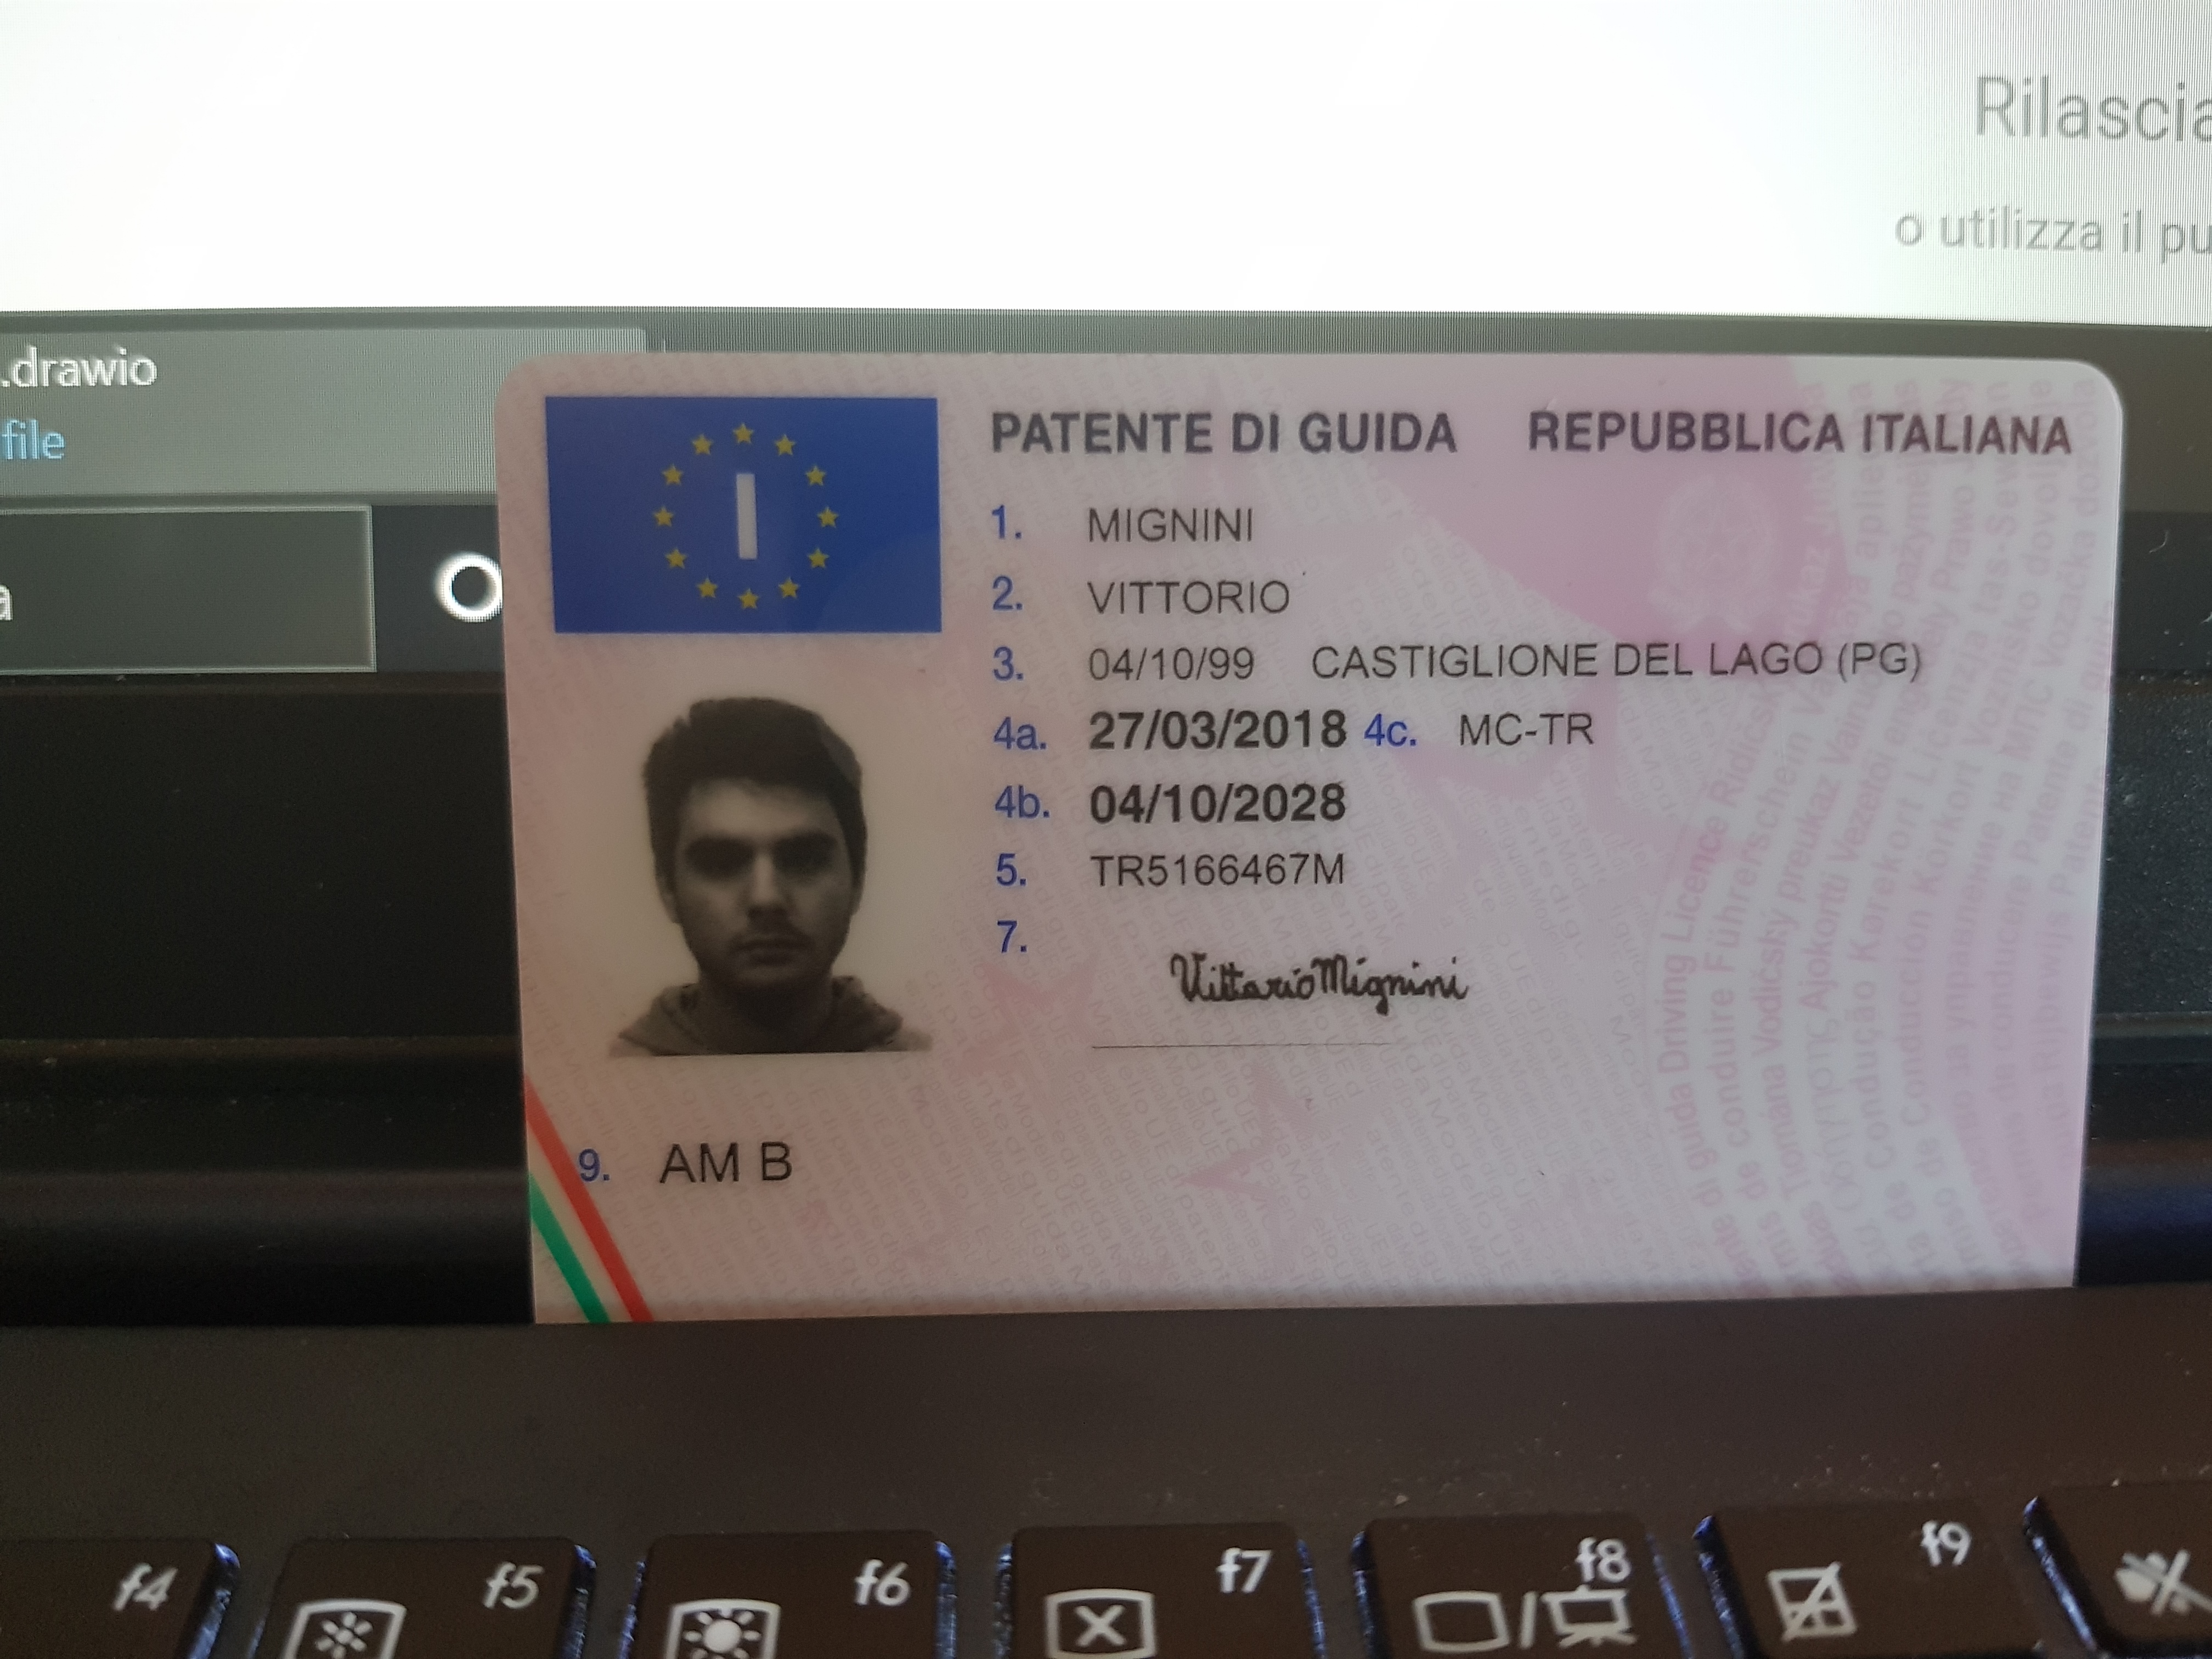 Rilascia
o utilizza il pu
.drawio
file
a
I
PATENTE DI GUIDA REPUBBLICA ITALIANA
1. MIGNINI
2. VITTORIO
3. 04/10/99 CASTIGLIONE DEL LAGO (PG)
4a. 27/03/2018 4c. MC-TR
4b. 04/10/2028
5. TR5166467M
7. Vittorio Mignini
9. AM B
f4 f5 f6 f7 f8 f9